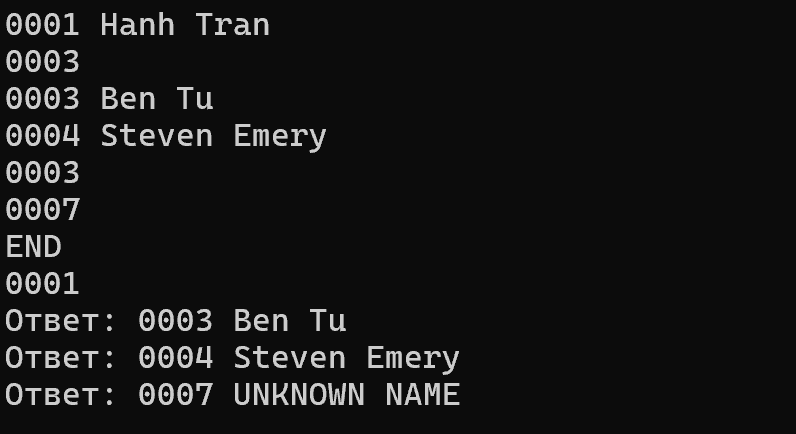 0001 Hanh Tran
0003
0003 Ben Tu
0004 Steven Emery
0003
0007
END
0001
Ответ: 0003 Ben Tu
Ответ: 0004 Steven Emery
Ответ: 0007 UNKNOWN NAME